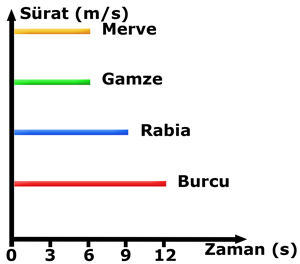 Sürat (m/s)
Merve
Gamze
Rabia
Burcu
Zaman (s)
0 3 6 9 12